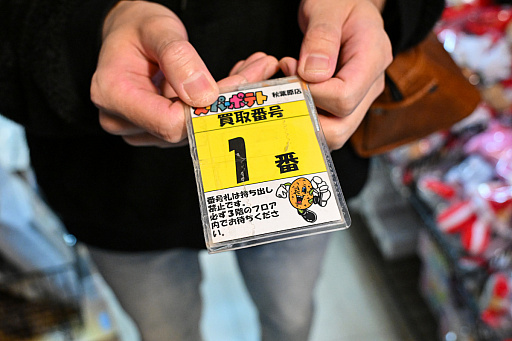 スーパーポテト 秋葉原店
買取番号
1番
番号札は持ち出し
禁止です。
必ず3階のフロア
内でお待ちくださ
い。